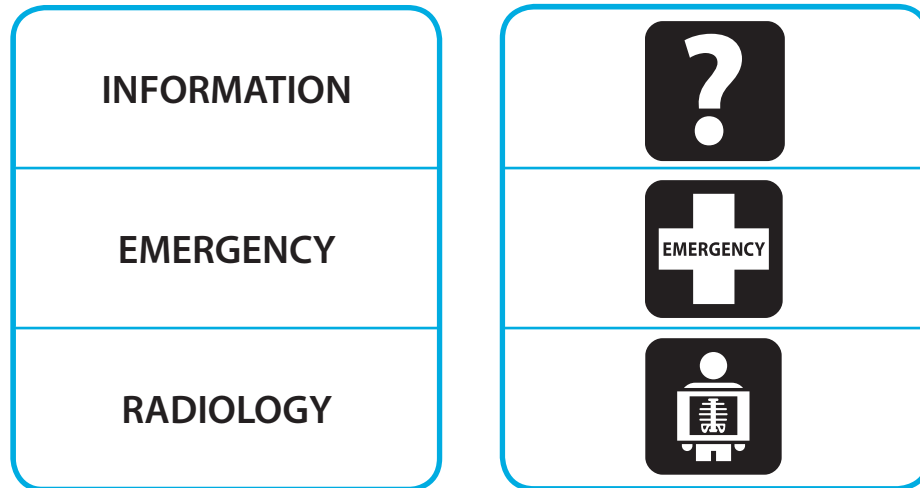 INFORMATION
?
EMERGENCY
EMERGENCY
RADIOLOGY